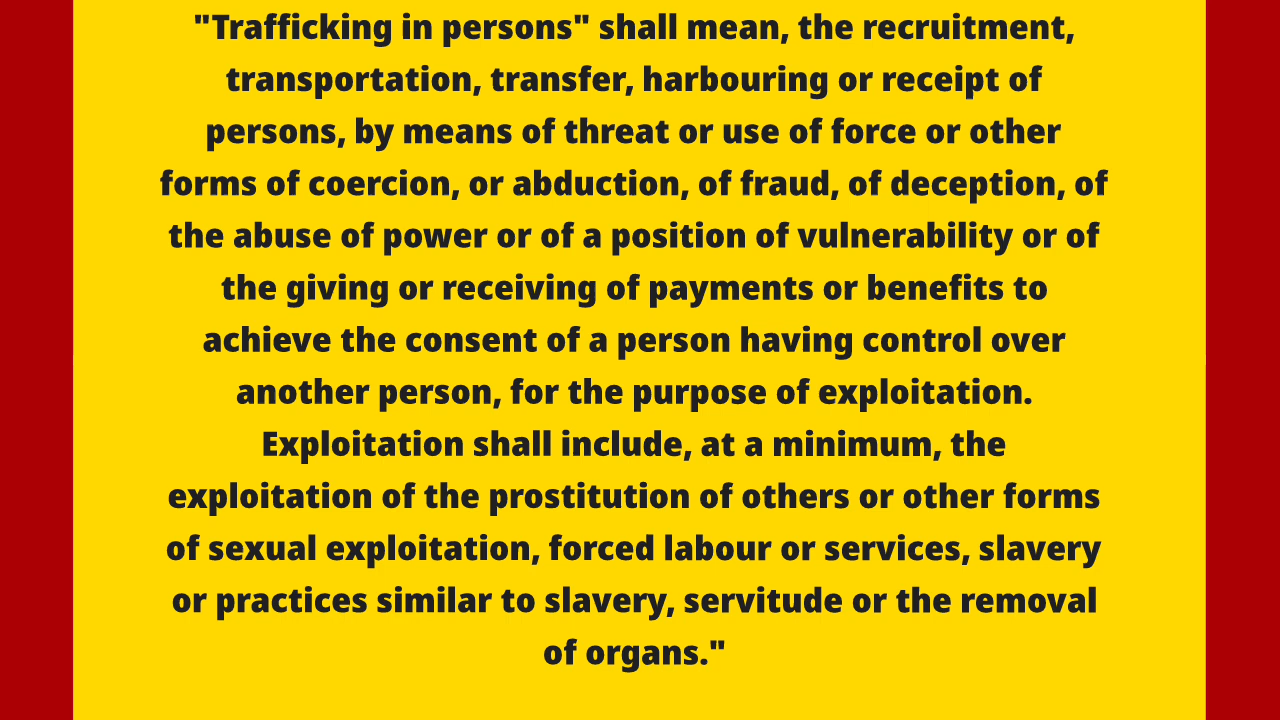 "Trafficking in persons" shall mean, the recruitment,
transportation, transfer, harbouring or receipt of
persons, by means of threat or use of force or other
forms of coercion, or abduction, of fraud, of deception, of
the abuse of power or of a position of vulnerability or of
the giving or receiving of payments or benefits to
achieve the consent of a person having control over
another person, for the purpose of exploitation.
Exploitation shall include, at a minimum, the
exploitation of the prostitution of others or other forms
of sexual exploitation, forced labour or services, slavery
or practices similar to slavery, servitude or the removal
of organs."